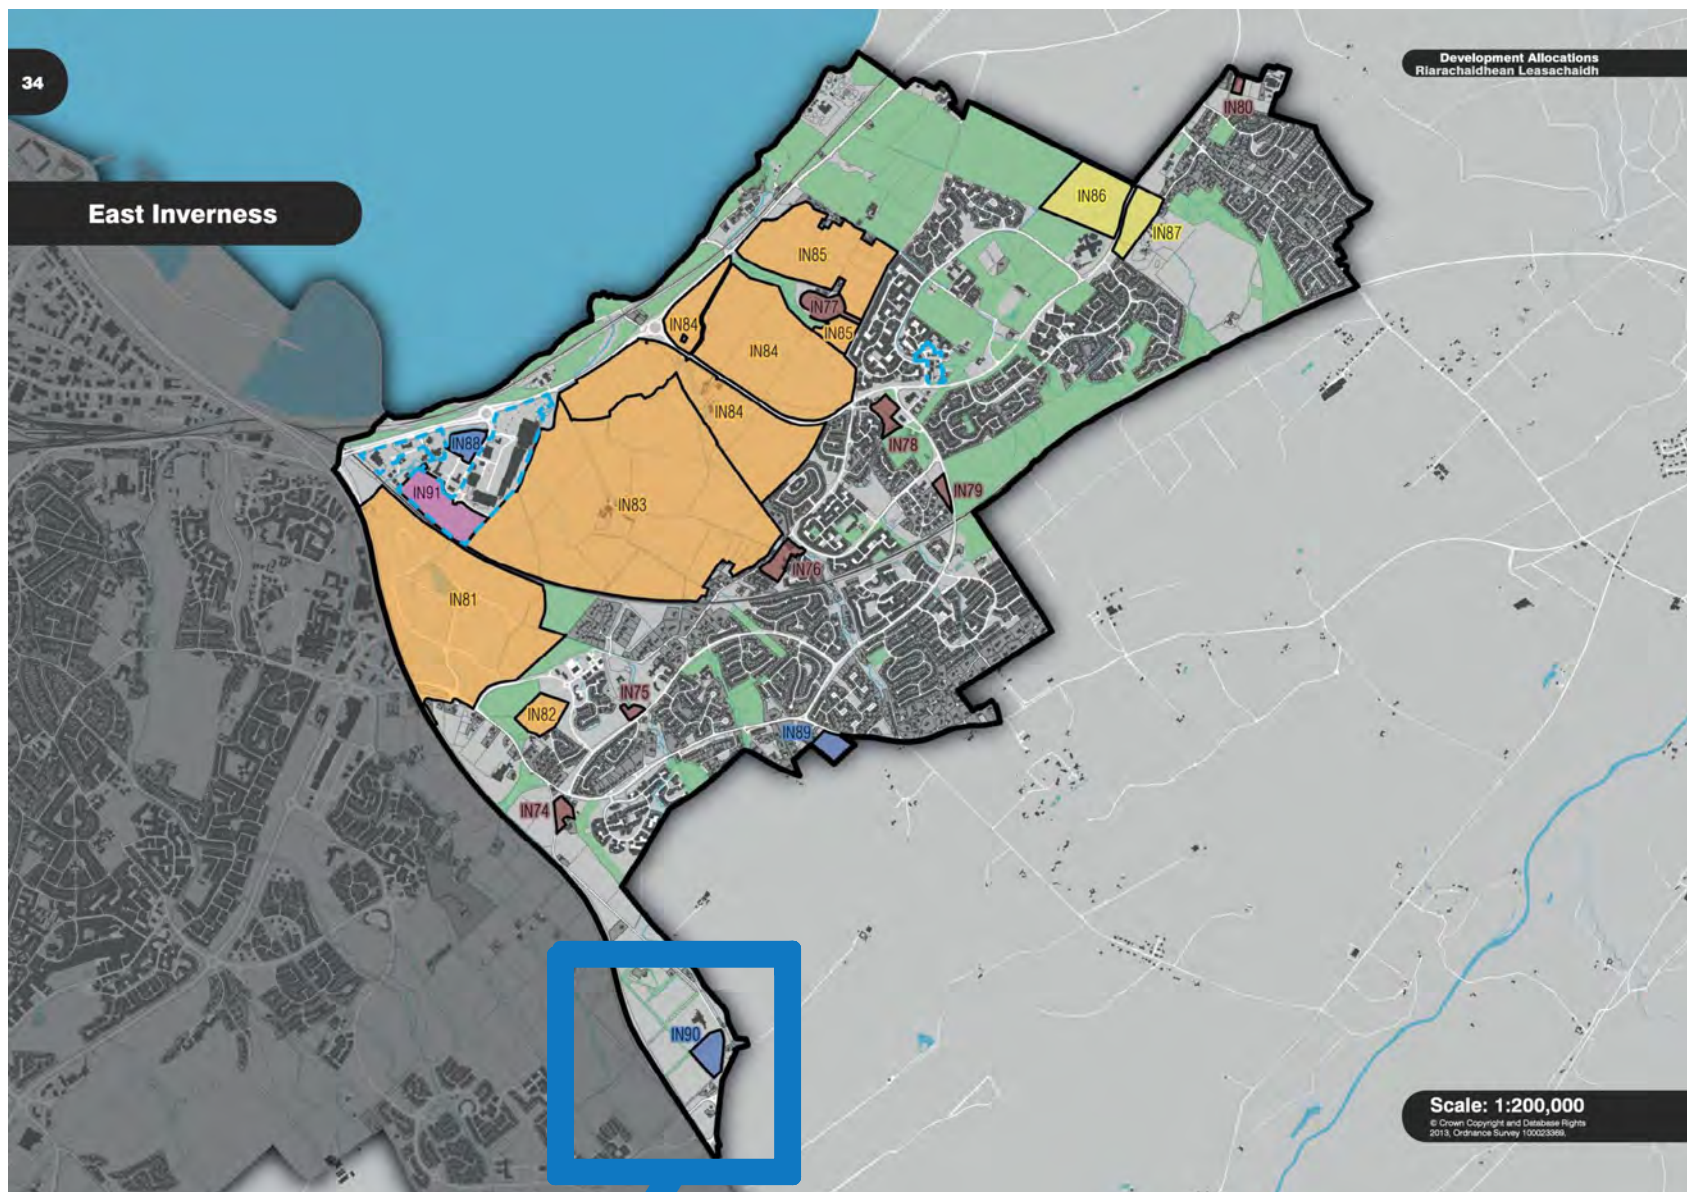 34
Development Allocations
Riarachaidhean Leasachaidh
East Inverness
IN80
IN86
IN87
IN85
IN77
IN84
IN85
IN84
IN84
IN78
IN88
IN91
IN79
IN83
IN76
IN81
IN75
IN82
IN89
IN74
IN90
Scale: 1:200,000
© Crown Copyright and Database Rights
2013, Ordnance Survey 100023369.